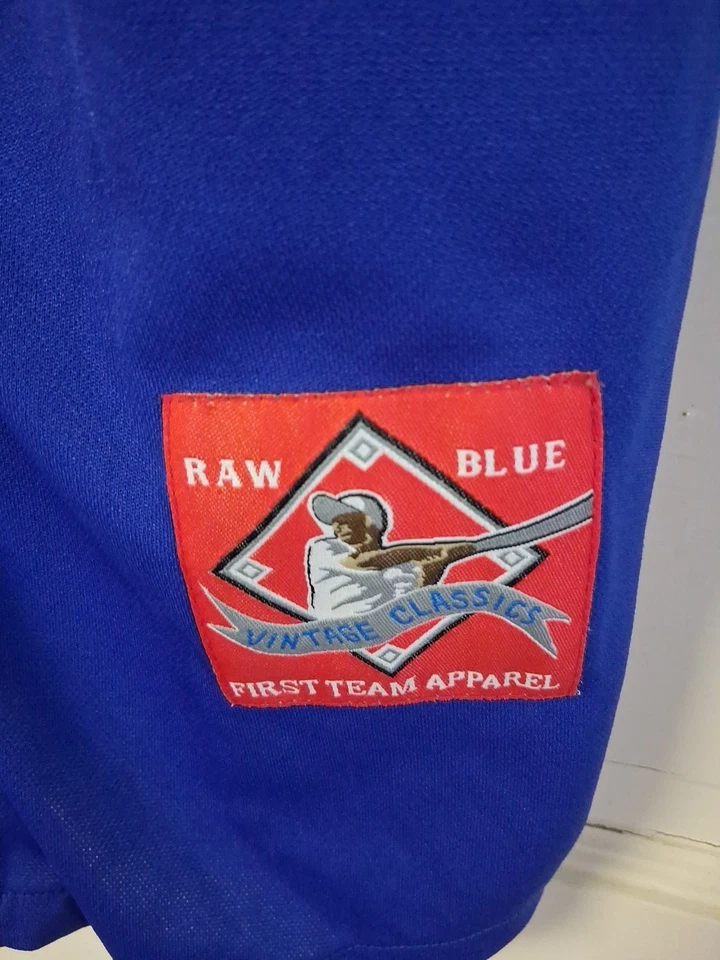 RAW BLUE
VINTAGE CLASSICS
FIRST TEAM APPAREL